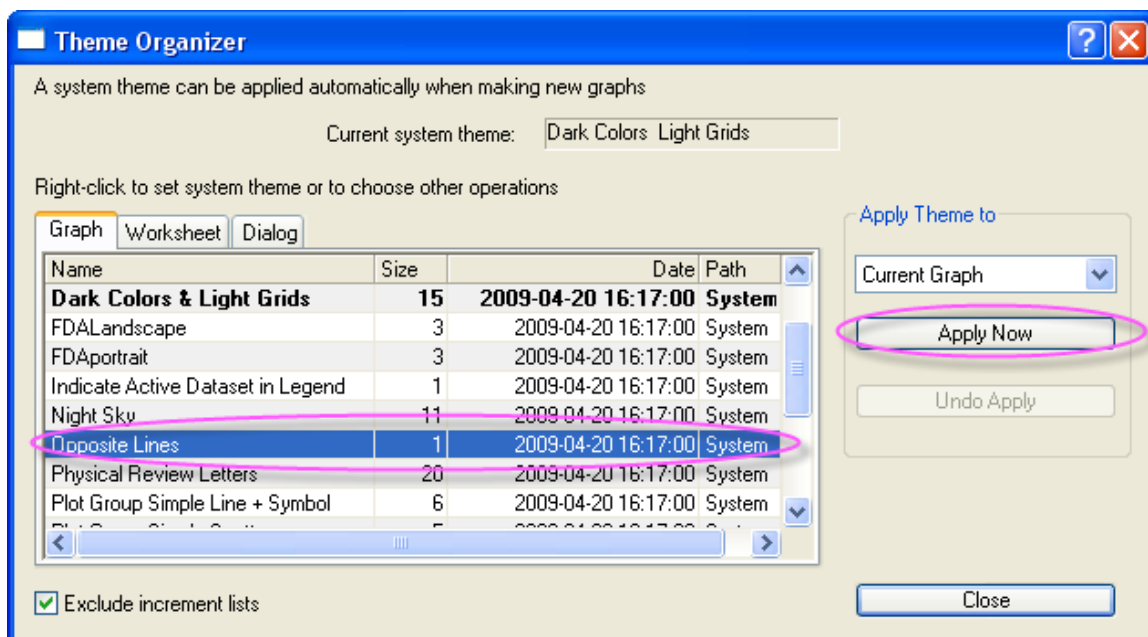 Theme Organizer
A system theme can be applied automatically when making new graphs
Current system theme: Dark Colors Light Grids
Right-click to set system theme or to choose other operations
Graph Worksheet Dialog
Name Size Date Path
Dark Colors & Light Grids 15 2009-04-20 16:17:00 System
FDALandscape 3 2009-04-20 16:17:00 System
FDAportrait 3 2009-04-20 16:17:00 System
Indicate Active Dataset in Legend 1 2009-04-20 16:17:00 System
Night Sky 11 2009-04-20 16:17:00 System
Opposite Lines 1 2009-04-20 16:17:00 System
Physical Review Letters 20 2009-04-20 16:17:00 System
Plot Group Simple Line + Symbol 6 2009-04-20 16:17:00 System
Apply Theme to
Current Graph
Apply Now
Undo Apply
Exclude increment lists
Close